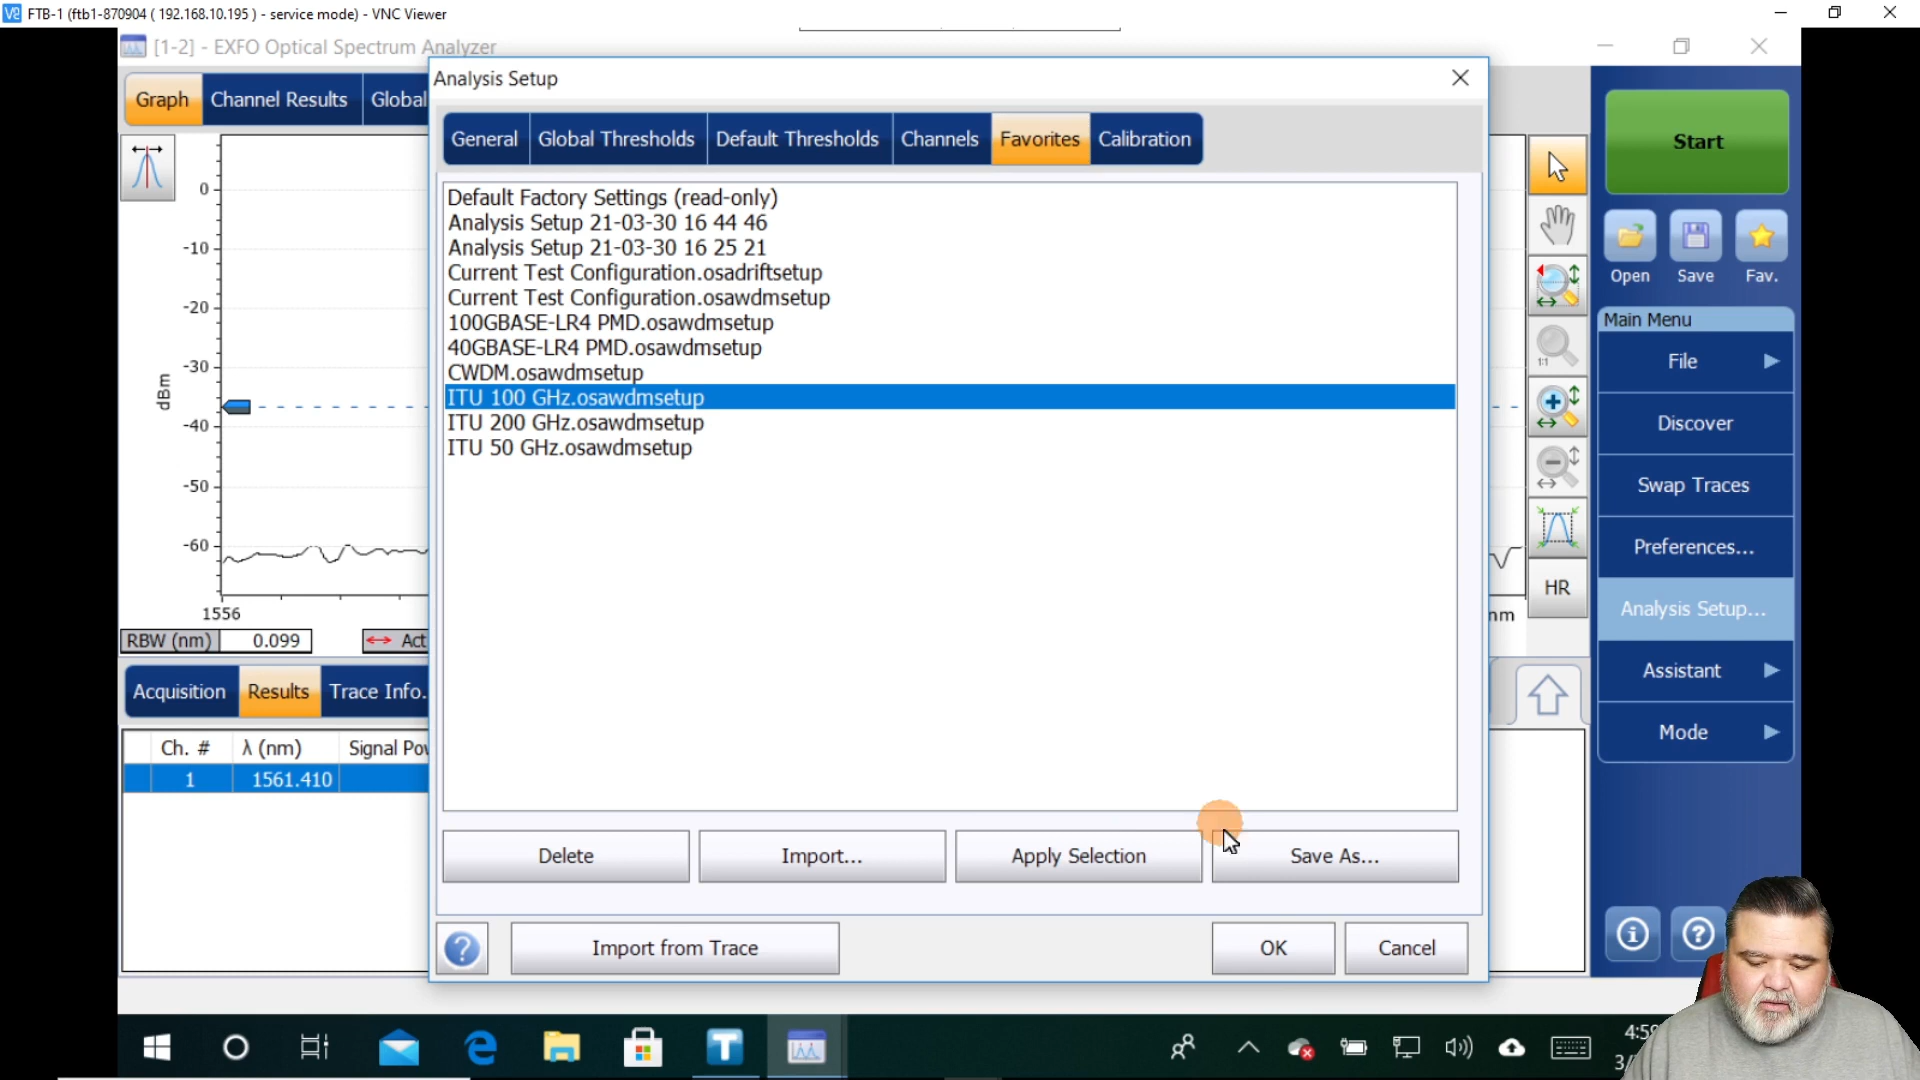 FTB-1 (ftb1-870904 ( 192.168.10.195 ) - service mode) - VNC Viewer
[1-2] - EXFO Optical Spectrum Analyzer
Graph
Channel Results
Global
Analysis Setup
General
Global Thresholds
Default Thresholds
Channels
Favorites
Calibration
Default Factory Settings (read-only)
Analysis Setup 21-03-30 16 44 46
Analysis Setup 21-03-30 16 25 21
Current Test Configuration.osadriftsetup
Current Test Configuration.osawdmsetup
100GBASE-LR4 PMD.osawdmsetup
40GBASE-LR4 PMD.osawdmsetup
CWDM.osawdmsetup
ITU 100 GHz.osawdmsetup
ITU 200 GHz.osawdmsetup
ITU 50 GHz.osawdmsetup
Delete
Import...
Apply Selection
Save As...
Import from Trace
OK
Cancel
0
-10
-20
-30
-40
-50
-60
dBm
1556
nm
RBW (nm)
0.099
Act
Acquisition
Results
Trace Info.
Ch. #
λ (nm)
Signal Pow
1
1561.410
1:1
HR
Start
Open
Save
Fav.
Main Menu
File
Discover
Swap Traces
Preferences...
Analysis Setup...
Assistant
Mode
4:59
3/